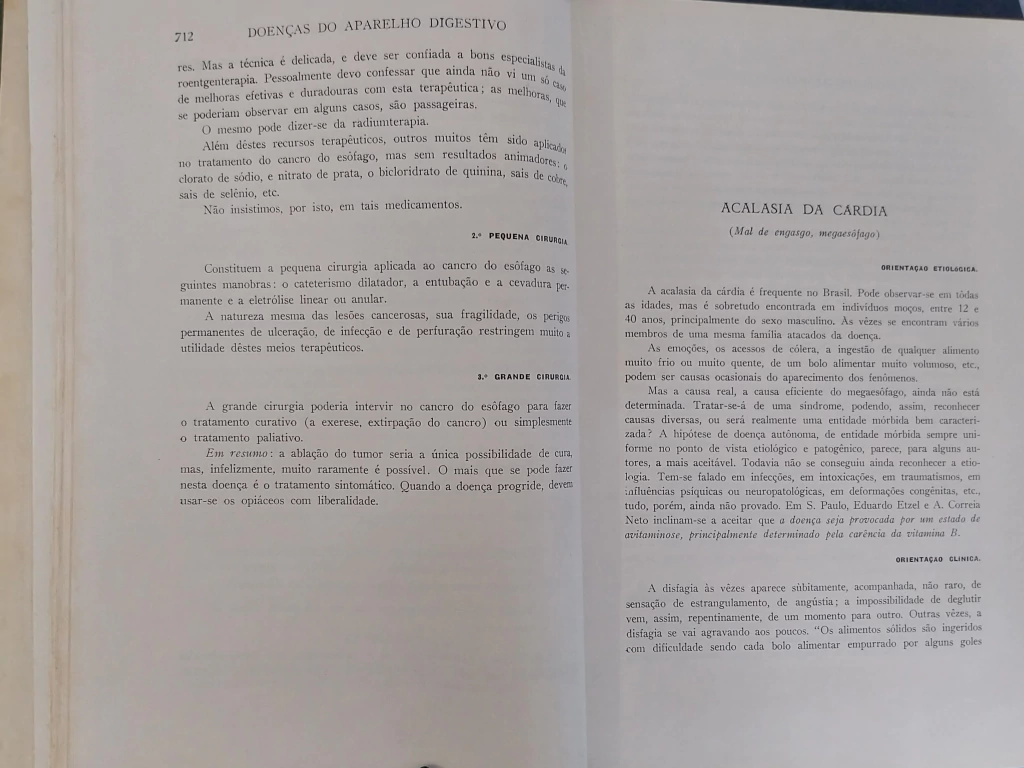 712 DOENÇAS DO APARELHO DIGESTIVO
res. Mas a técnica é delicada, e deve ser confiada a bons especialistas da
roentgenterapia. Pessoalmente devo confessar que ainda não vi um só caso
de melhoras efetivas e duradouras com esta terapêutica; as melhoras, que
se poderiam observar em alguns casos, são passageiras.
O mesmo pode dizer-se da radiumterapia.
Além dêstes recursos terapêuticos, outros muitos têm sido aplicados
no tratamento do cancro do esôfago, mas sem resultados animadores: o
clorato de sódio, e nitrato de prata, o bicloridrato de quinina, sais de cobre,
sais de selênio, etc.
Não insistimos, por isto, em tais medicamentos.
2.º PEQUENA CIRURGIA
Constituem a pequena cirurgia aplicada ao cancro do esôfago as se-
guintes manobras: o cateterismo dilatador, a entubação e a cevadura per-
manente e a eletrólise linear ou anular.
A natureza mesma das lesões cancerosas, sua fragilidade, os perigos
permanentes de ulceração, de infecção e de perfuração restringem muito a
utilidade dêstes meios terapêuticos.
3.º GRANDE CIRURGIA.
A grande cirurgia poderia intervir no cancro do esôfago para fazer
o tratamento curativo (a exerese, extirpação do cancro) ou simplesmente
o tratamento paliativo.
Em resumo: a ablação do tumor seria a única possibilidade de cura,
mas, infelizmente, muito raramente é possível. O mais que se pode fazer
nesta doença é o tratamento sintomático. Quando a doença progride, devem
usar-se os opiáceos com liberalidade.
ACALASIA DA CÁRDIA
(Mal de engasgo, megaesôfago)
ORIENTAÇÃO ETIOLÓGICA.
A acalasia da cárdia é frequente no Brasil. Pode observar-se em tôdas
as idades, mas é sobretudo encontrada em indivíduos moços, entre 12 e
40 anos, principalmente do sexo masculino. Às vêzes se encontram vários
membros de uma mesma família atacados da doença.
As emoções, os acessos de cólera, a ingestão de qualquer alimento
muito frio ou muito quente, de um bolo alimentar muito volumoso, etc.,
podem ser causas ocasionais do aparecimento dos fenômenos.
Mas a causa real, a causa eficiente do megaesôfago, ainda não está
determinada. Tratar-se-á de uma síndrome, podendo, assim, reconhecer
causas diversas, ou será realmente uma entidade mórbida bem caracteri-
zada? A hipótese de doença autônoma, de entidade mórbida sempre uni-
forme no ponto de vista etiológico e patogênico, parece, para alguns au-
tores, a mais aceitável. Todavia não se conseguiu ainda reconhecer a etio-
logia. Tem-se falado em infecções, em intoxicações, em traumatismos, em
influências psíquicas ou neuropatológicas, em deformações congênitas, etc.,
tudo, porém, ainda não provado. Em S. Paulo, Eduardo Etzel e A. Correia
Neto inclinam-se a aceitar que a doença seja provocada por um estado de
avitaminose, principalmente determinado pela carência da vitamina B.
ORIENTAÇÃO CLÍNICA.
A disfagia às vêzes aparece súbitamente, acompanhada, não raro, de
sensação de estrangulamento, de angústia; a impossibilidade de deglutir
vem, assim, repentinamente, de um momento para outro. Outras vêzes, a
disfagia se vai agravando aos poucos. "Os alimentos sólidos são ingeridos
com dificuldade sendo cada bolo alimentar empurrado por alguns goles